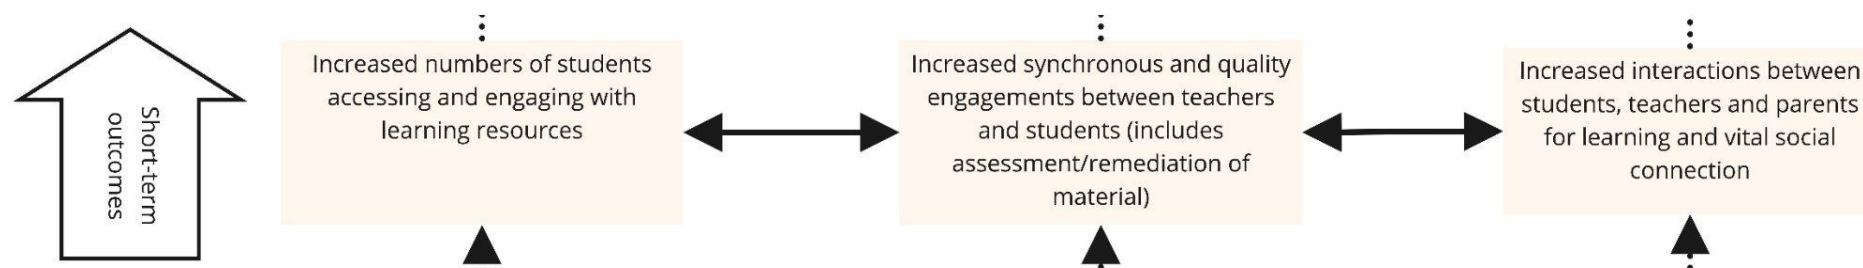 Short-term
outcomes
Increased numbers of students
accessing and engaging with
learning resources
Increased synchronous and quality
engagements between teachers
and students (includes
assessment/remediation of
material)
Increased interactions between
students, teachers and parents
for learning and vital social
connection